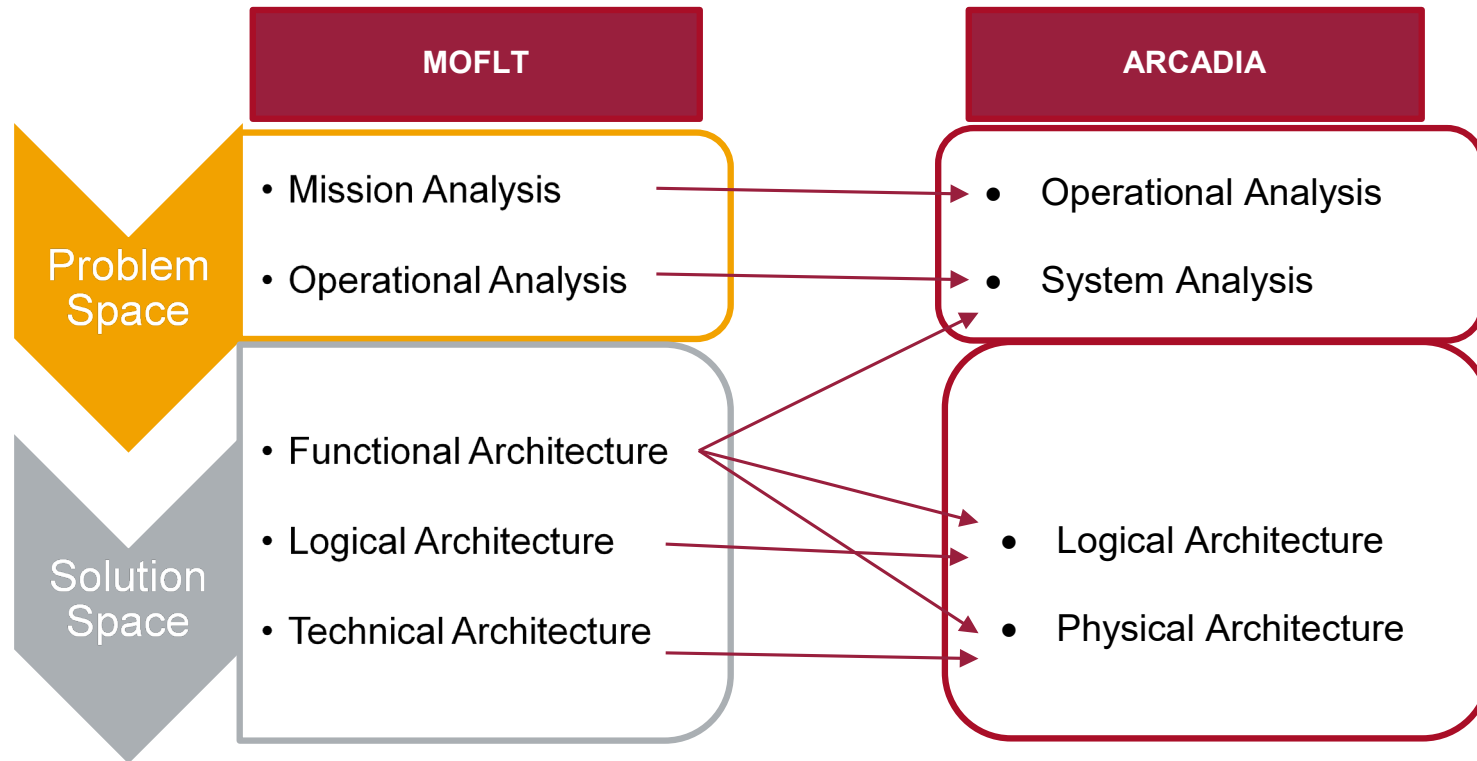 MOFLT
ARCADIA
Problem
Space
• Mission Analysis
• Operational Analysis
• Operational Analysis
• System Analysis
Solution
Space
• Functional Architecture
• Logical Architecture
• Technical Architecture
• Logical Architecture
• Physical Architecture